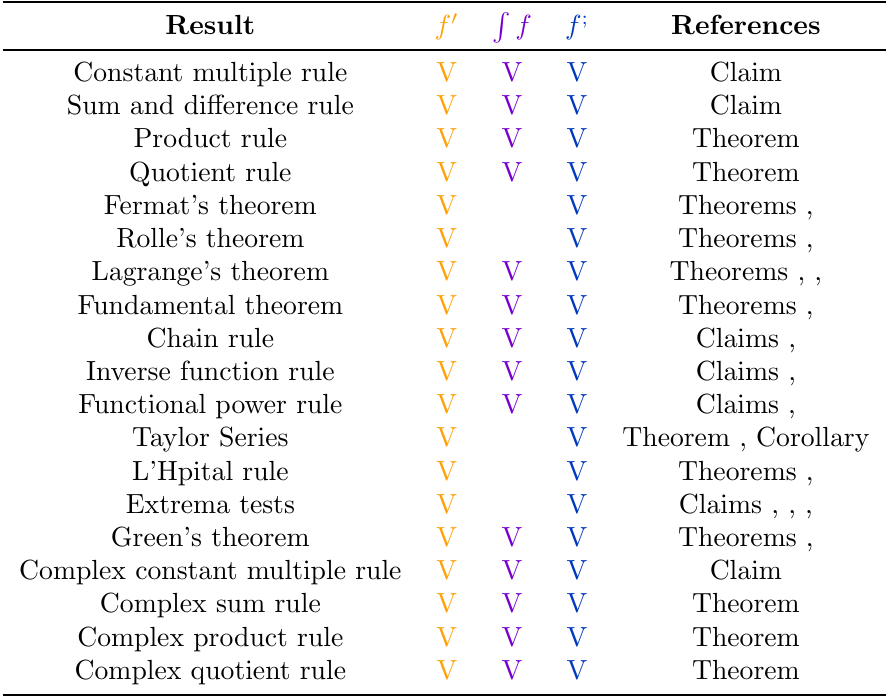 Result f′ ∫ f f⁏ References
Constant multiple rule V V V Claim
Sum and difference rule V V V Claim
Product rule V V V Theorem
Quotient rule V V V Theorem
Fermat's theorem V V Theorems ,
Rolle's theorem V V Theorems ,
Lagrange's theorem V V V Theorems , ,
Fundamental theorem V V V Theorems ,
Chain rule V V V Claims ,
Inverse function rule V V V Claims ,
Functional power rule V V V Claims ,
Taylor Series V V Theorem , Corollary
L'Hpital rule V V Theorems ,
Extrema tests V V Claims , , ,
Green's theorem V V V Theorems ,
Complex constant multiple rule V V V Claim
Complex sum rule V V V Theorem
Complex product rule V V V Theorem
Complex quotient rule V V V Theorem